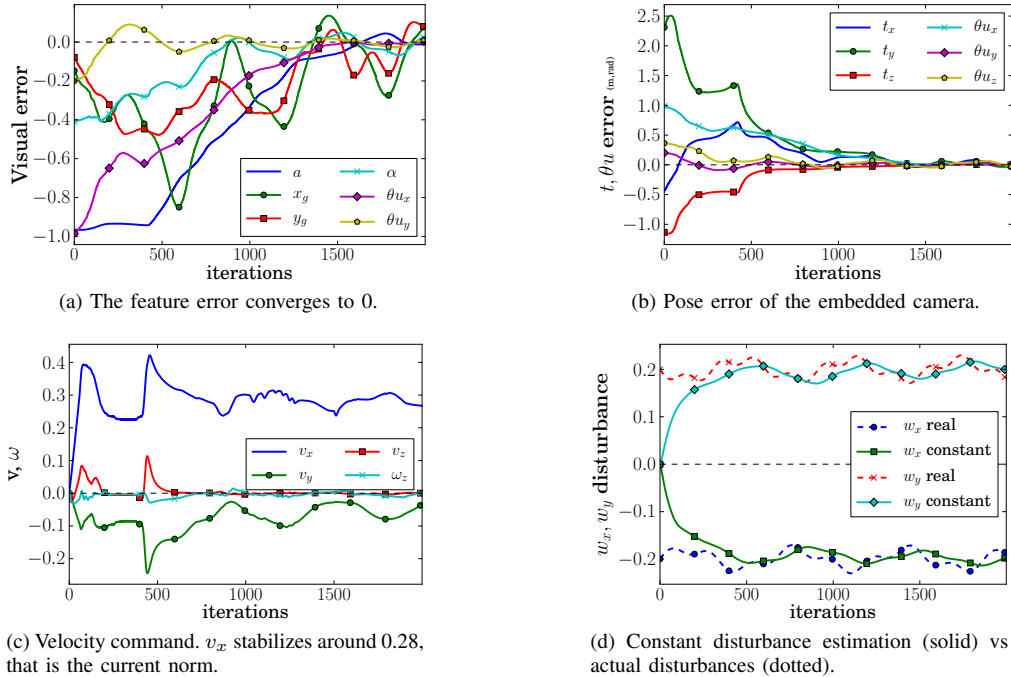 Visual error
0.0
−0.2
−0.4
−0.6
−0.8
−1.0
a
x_g
y_g
α
θu_x
θu_y
0 500 1000 1500
iterations
(a) The feature error converges to 0.
t, θu error (m,rad)
2.5
2.0
1.5
1.0
0.5
0.0
−0.5
−1.0
t_x
t_y
t_z
θu_x
θu_y
θu_z
0 500 1000 1500
iterations
(b) Pose error of the embedded camera.
v, ω
0.4
0.3
0.2
0.1
0.0
−0.1
−0.2
v_x
v_y
v_z
ω_z
0 500 1000 1500
iterations
(c) Velocity command. v_x stabilizes around 0.28,
that is the current norm.
w_x, w_y disturbance
0.2
0.0
−0.2
w_x real
w_x constant
w_y real
w_y constant
0 500 1000 1500
iterations
(d) Constant disturbance estimation (solid) vs
actual disturbances (dotted).